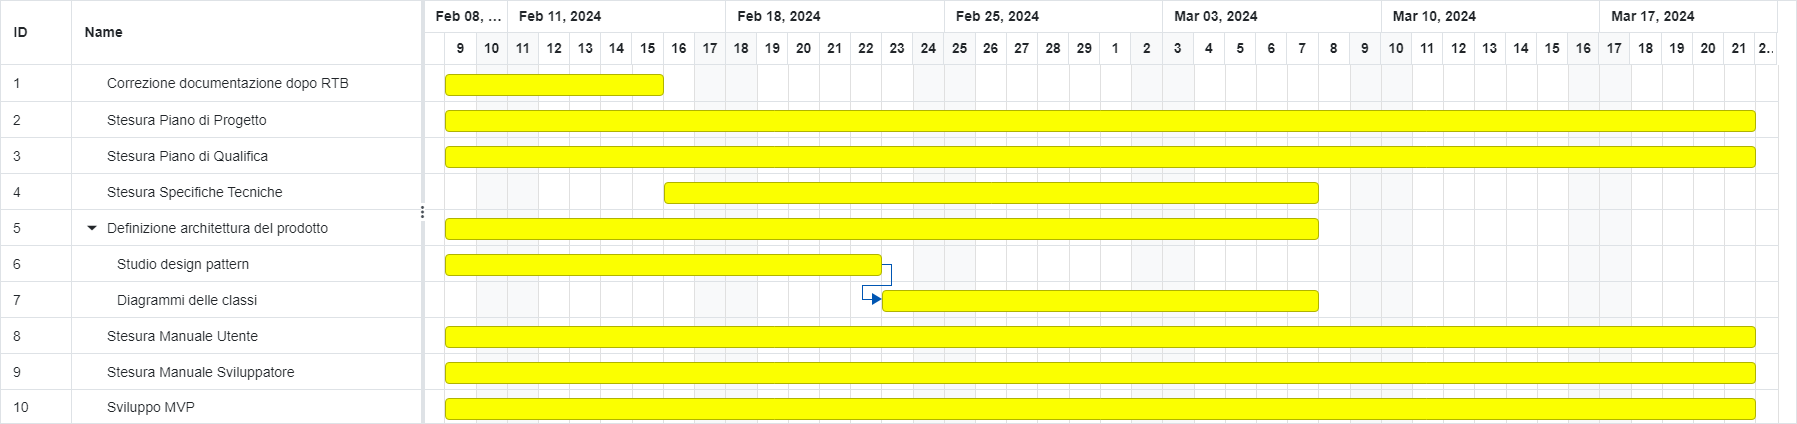 ID Name Feb 08, ... Feb 11, 2024 Feb 18, 2024 Feb 25, 2024 Mar 03, 2024 Mar 10, 2024 Mar 17, 2024
9 10 11 12 13 14 15 16 17 18 19 20 21 22 23 24 25 26 27 28 29 1 2 3 4 5 6 7 8 9 10 11 12 13 14 15 16 17 18 19 20 21 2..
1 Correzione documentazione dopo RTB
2 Stesura Piano di Progetto
3 Stesura Piano di Qualifica
4 Stesura Specifiche Tecniche
5 Definizione architettura del prodotto
6 Studio design pattern
7 Diagrammi delle classi
8 Stesura Manuale Utente
9 Stesura Manuale Sviluppatore
10 Sviluppo MVP